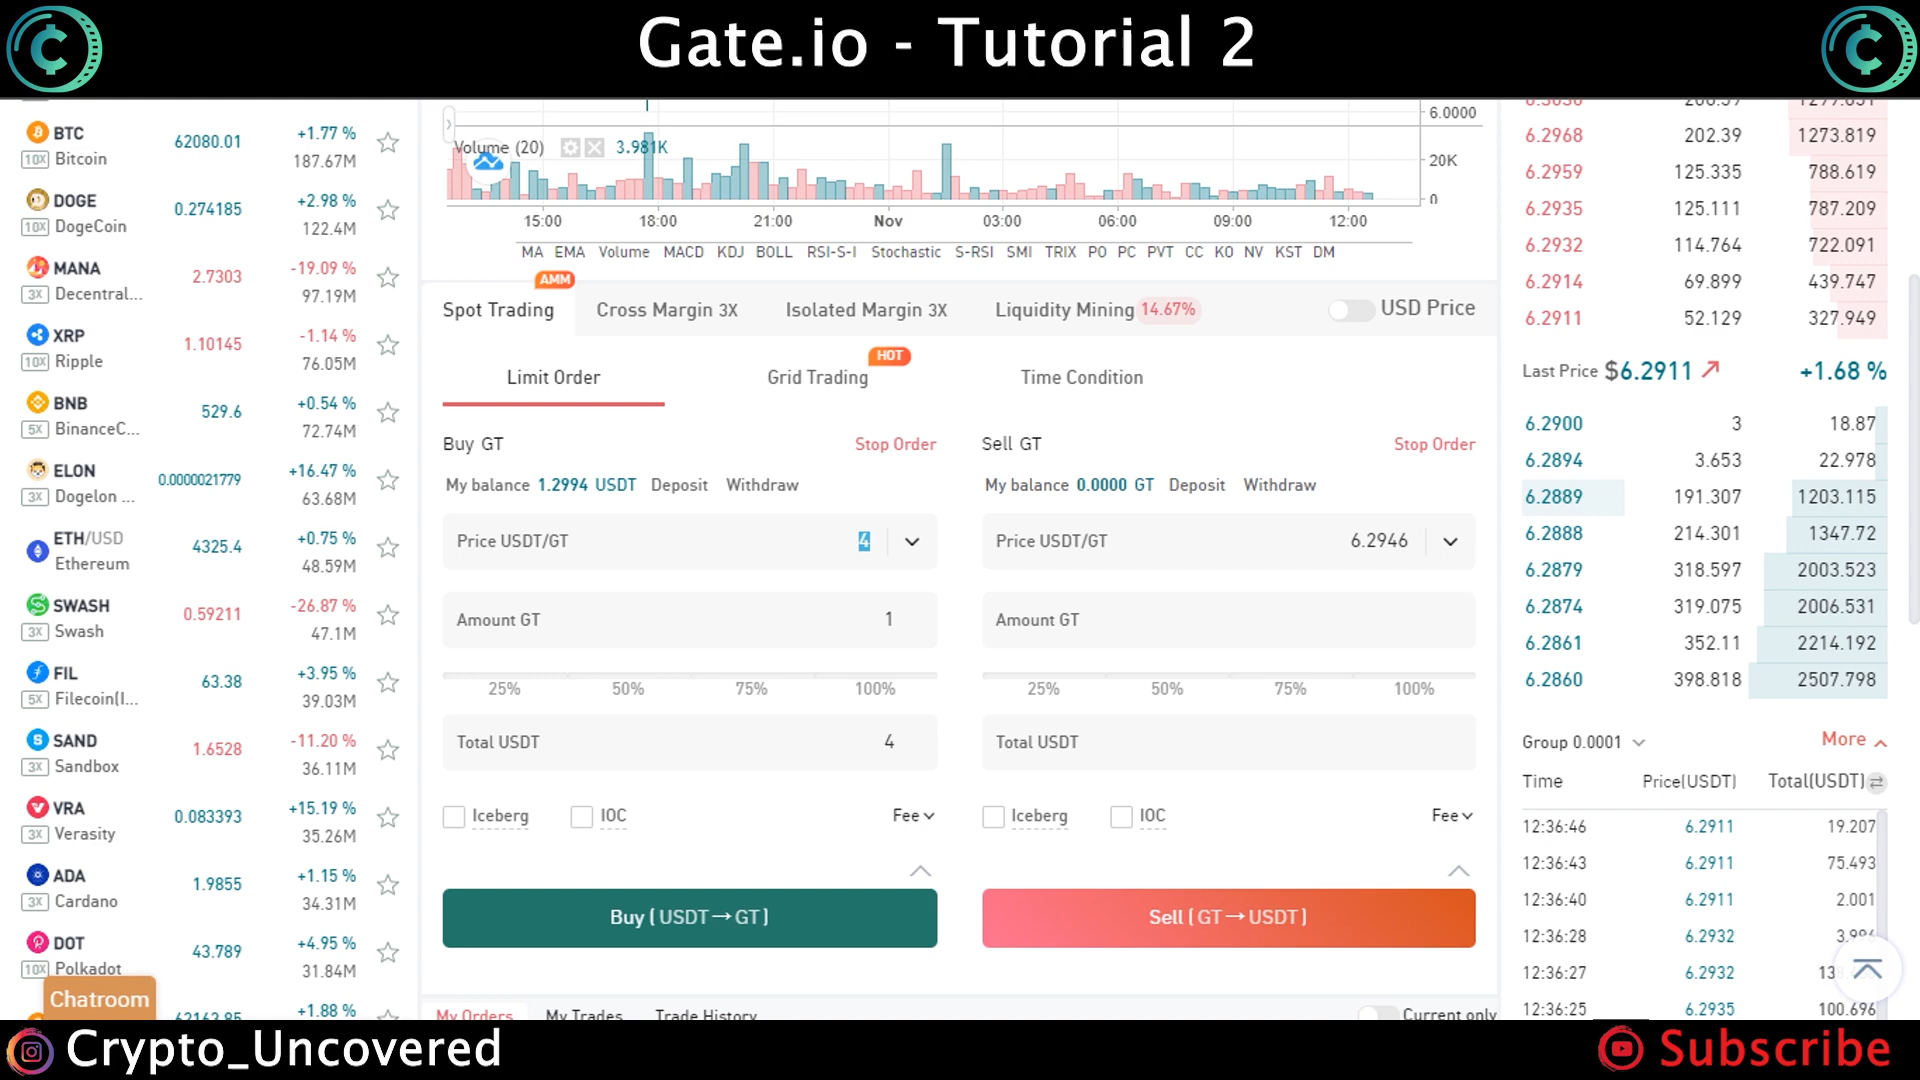 Gate.io - Tutorial 2
BTC 62080.01 +1.77 %
10X Bitcoin 187.67M
DOGE 0.274185 +2.98 %
10X DogeCoin 122.4M
MANA 2.7303 -19.09 %
3X Decentral... 97.19M
XRP 1.10145 -1.14 %
10X Ripple 76.05M
BNB 529.6 +0.54 %
5X BinanceC... 72.74M
ELON 0.0000021779 +16.47 %
3X Dogelon ... 63.68M
ETH/USD 4325.4 +0.75 %
Ethereum 48.59M
SWASH 0.59211 -26.87 %
3X Swash 47.1M
FIL 63.38 +3.95 %
5X Filecoin(I... 39.03M
SAND 1.6528 -11.20 %
3X Sandbox 36.11M
VRA 0.083393 +15.19 %
3X Verasity 35.26M
ADA 1.9855 +1.15 %
3X Cardano 34.31M
DOT 43.789 +4.95 %
10X Polkadot 31.84M
Chatroom
+1.88 %
6.0000
Volume (20) 3.981K
20K
0
15:00 18:00 21:00 Nov 03:00 06:00 09:00 12:00
MA EMA Volume MACD KDJ BOLL RSI-S-I Stochastic S-RSI SMI TRIX PO PC PVT CC KO NV KST DM
AMM
Spot Trading Cross Margin 3X Isolated Margin 3X Liquidity Mining 14.67% USD Price
HOT
Limit Order Grid Trading Time Condition
Buy GT Stop Order
My balance 1.2994 USDT Deposit Withdraw
Price USDT/GT 4
Amount GT 1
25% 50% 75% 100%
Total USDT 4
Iceberg IOC Fee
Buy ( USDT→GT )
Sell GT Stop Order
My balance 0.0000 GT Deposit Withdraw
Price USDT/GT 6.2946
Amount GT
25% 50% 75% 100%
Total USDT
Iceberg IOC Fee
Sell ( GT→USDT )
My Orders My Trades Trade History Current only
6.2968 202.39 1273.819
6.2959 125.335 788.619
6.2935 125.111 787.209
6.2932 114.764 722.091
6.2914 69.899 439.747
6.2911 52.129 327.949
Last Price $6.2911 ↗ +1.68 %
6.2900 3 18.87
6.2894 3.653 22.978
6.2889 191.307 1203.115
6.2888 214.301 1347.72
6.2879 318.597 2003.523
6.2874 319.075 2006.531
6.2861 352.11 2214.192
6.2860 398.818 2507.798
Group 0.0001 More
Time Price(USDT) Total(USDT)
12:36:46 6.2911 19.207
12:36:43 6.2911 75.493
12:36:40 6.2911 2.001
12:36:28 6.2932
12:36:27 6.2932
12:36:25 6.2935 100.696
Crypto_Uncovered
Subscribe